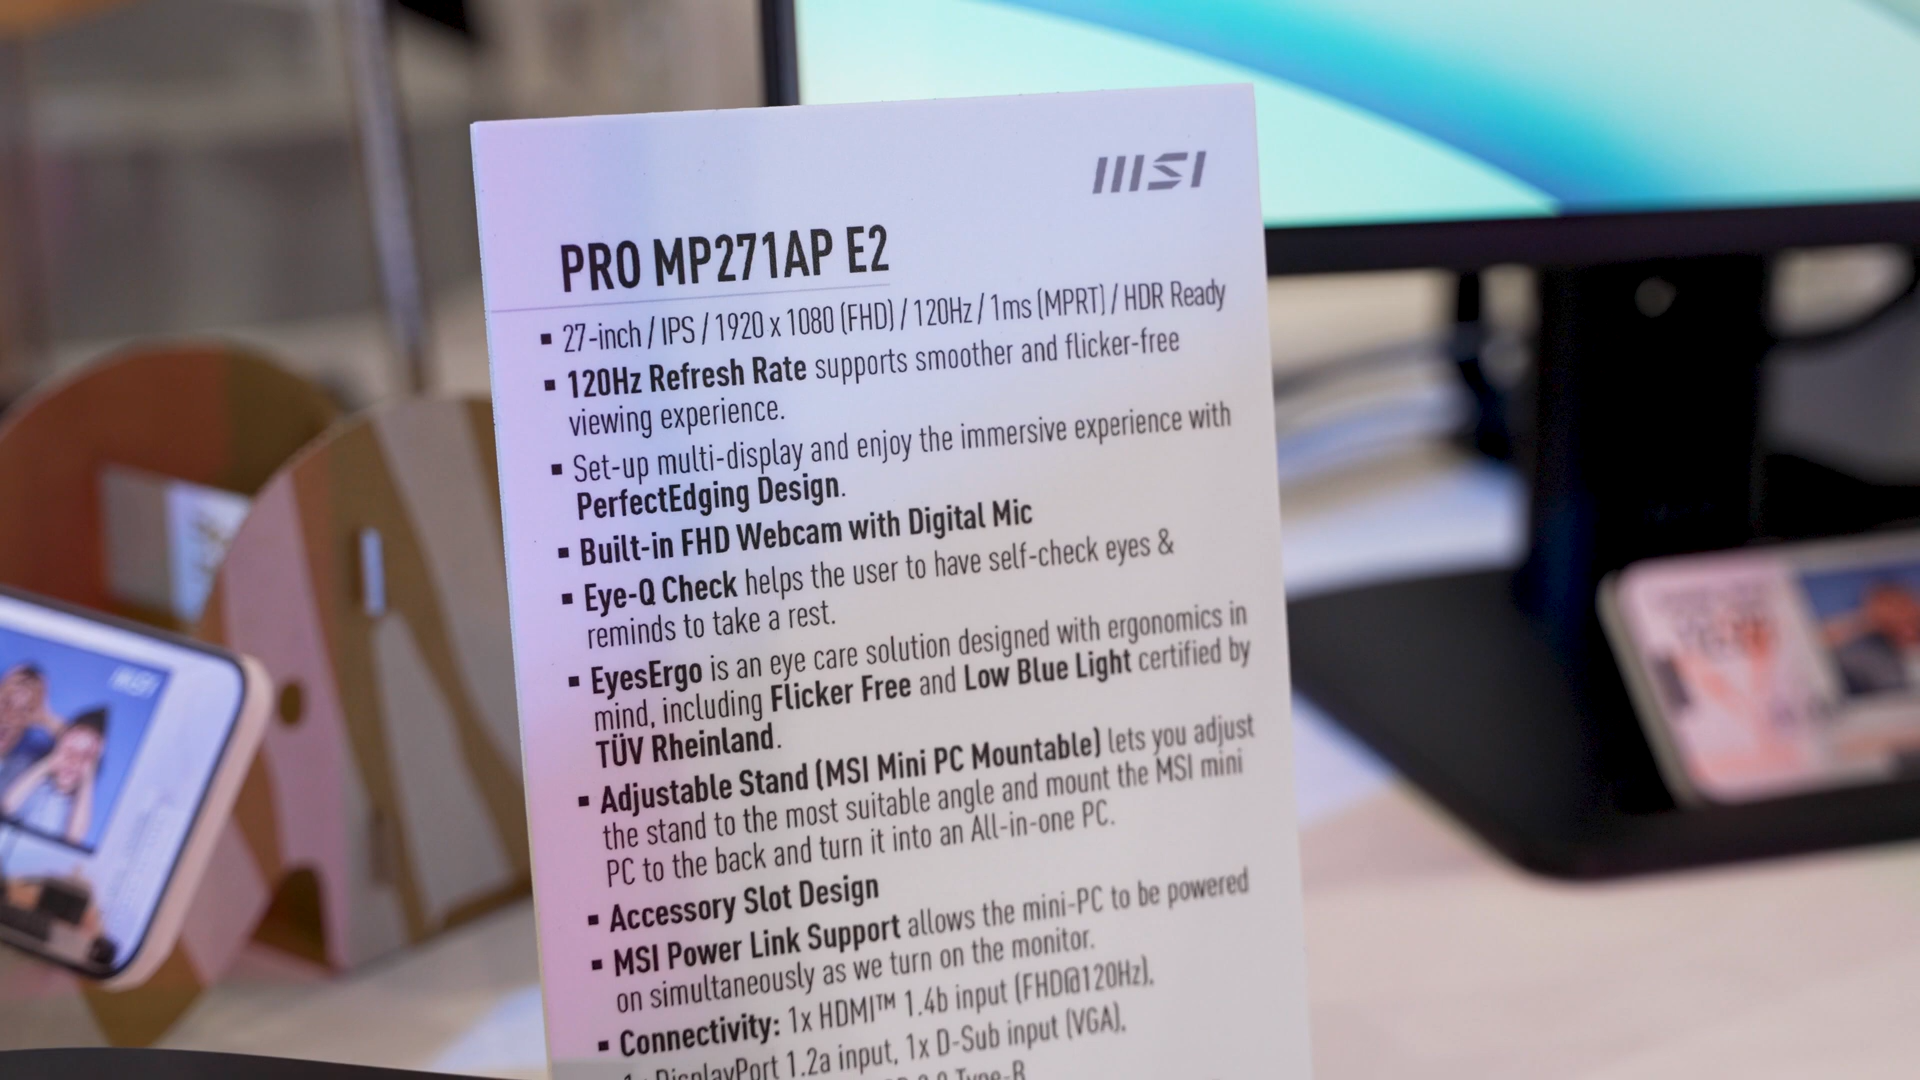 MSI
PRO MP271AP E2
▪ 27-inch / IPS / 1920 x 1080 (FHD) / 120Hz / 1ms (MPRT) / HDR Ready
▪ 120Hz Refresh Rate supports smoother and flicker-free
viewing experience.
▪ Set-up multi-display and enjoy the immersive experience with
PerfectEdging Design.
▪ Built-in FHD Webcam with Digital Mic
▪ Eye-Q Check helps the user to have self-check eyes &
reminds to take a rest.
▪ EyesErgo is an eye care solution designed with ergonomics in
mind, including Flicker Free and Low Blue Light certified by
TÜV Rheinland.
▪ Adjustable Stand (MSI Mini PC Mountable) lets you adjust
the stand to the most suitable angle and mount the MSI mini
PC to the back and turn it into an All-in-one PC.
▪ Accessory Slot Design
▪ MSI Power Link Support allows the mini-PC to be powered
on simultaneously as we turn on the monitor.
▪ Connectivity: 1x HDMI™ 1.4b input (FHD@120Hz),
DisplayPort 1.2a input, 1x D-Sub input (VGA),
Type-B
MSI